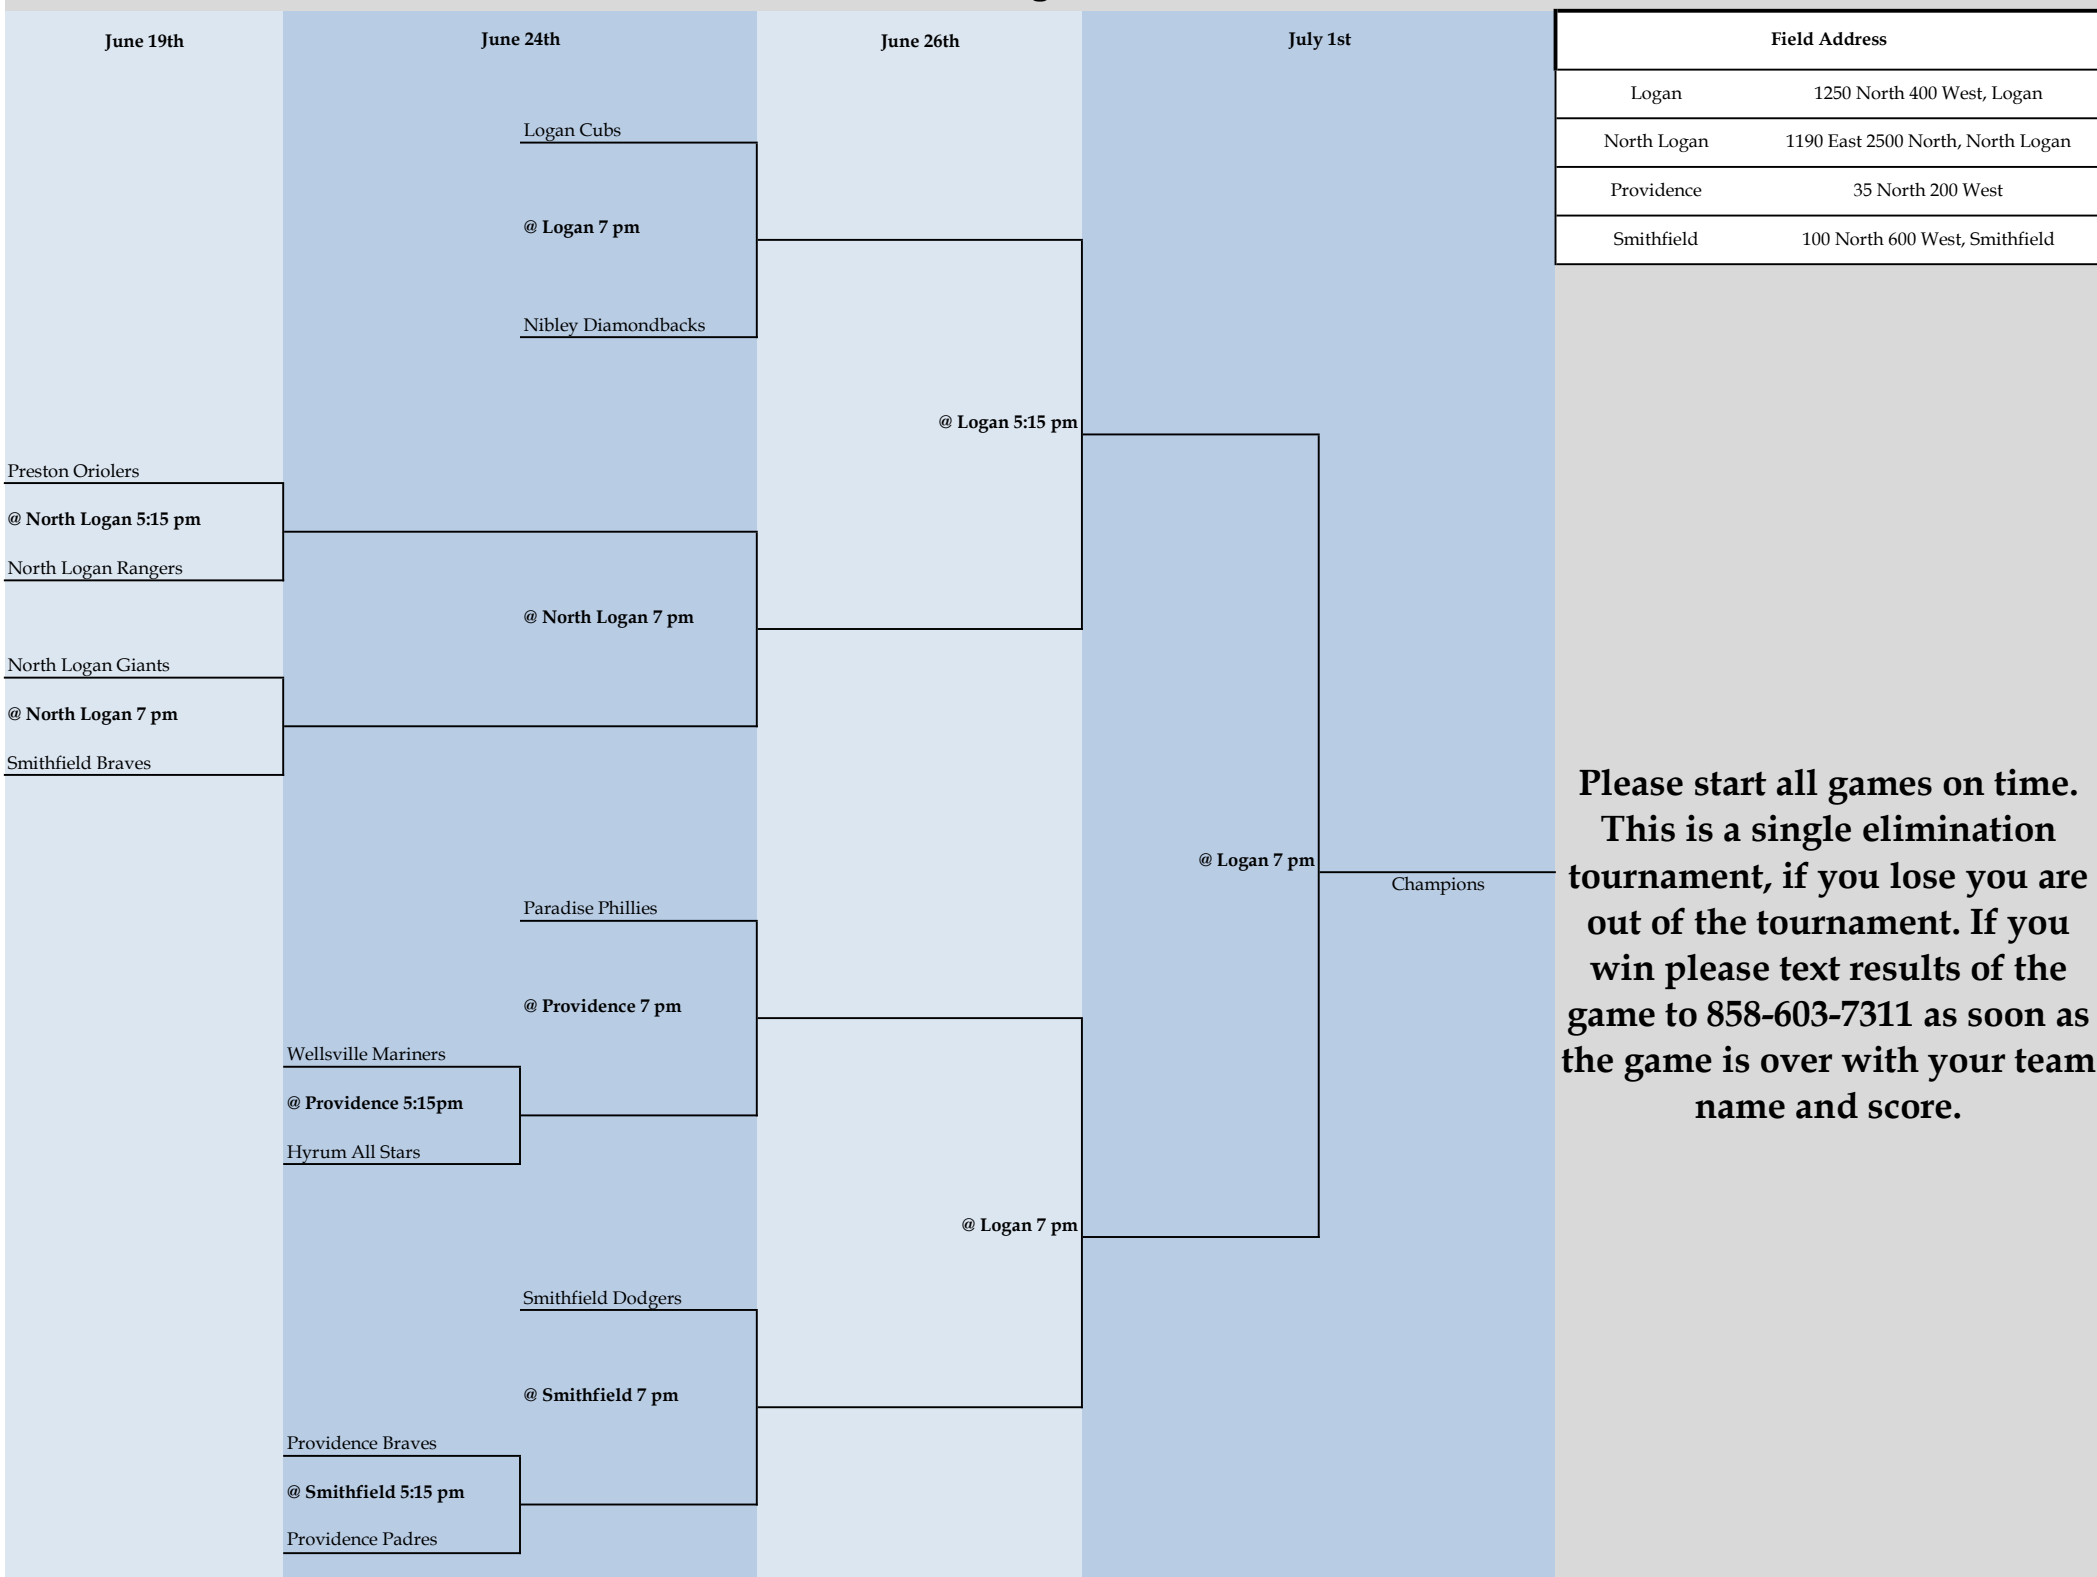 June 19th
June 24th
June 26th
July 1st
Field Address
Logan 1250 North 400 West, Logan
North Logan 1190 East 2500 North, North Logan
Providence 35 North 200 West
Smithfield 100 North 600 West, Smithfield
Logan Cubs
@ Logan 7 pm
Nibley Diamondbacks
@ Logan 5:15 pm
Preston Oriolers
@ North Logan 5:15 pm
North Logan Rangers
@ North Logan 7 pm
North Logan Giants
@ North Logan 7 pm
Smithfield Braves
@ Logan 7 pm
Champions
Paradise Phillies
@ Providence 7 pm
Wellsville Mariners
@ Providence 5:15pm
Hyrum All Stars
@ Logan 7 pm
Smithfield Dodgers
@ Smithfield 7 pm
Providence Braves
@ Smithfield 5:15 pm
Providence Padres
Please start all games on time.
This is a single elimination
tournament, if you lose you are
out of the tournament. If you
win please text results of the
game to 858-603-7311 as soon as
the game is over with your team
name and score.